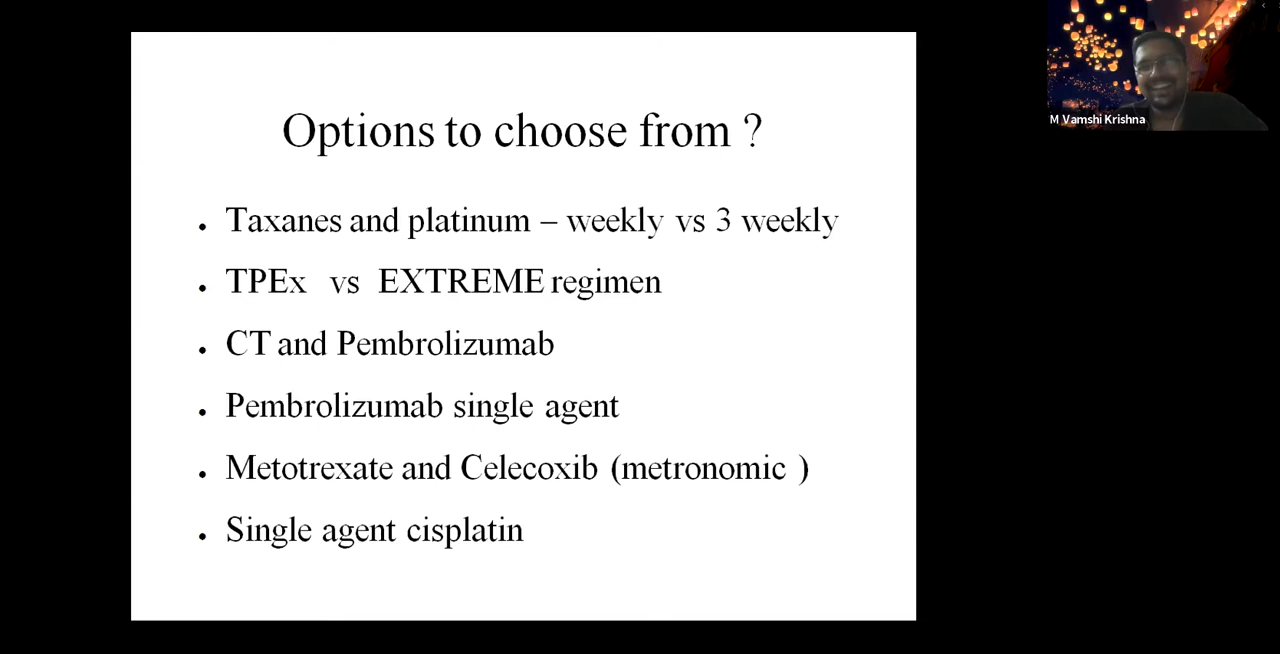 Options to choose from ?
• Taxanes and platinum – weekly vs 3 weekly
• TPEx vs EXTREME regimen
• CT and Pembrolizumab
• Pembrolizumab single agent
• Metotrexate and Celecoxib (metronomic )
• Single agent cisplatin
M Vamshi Krishna